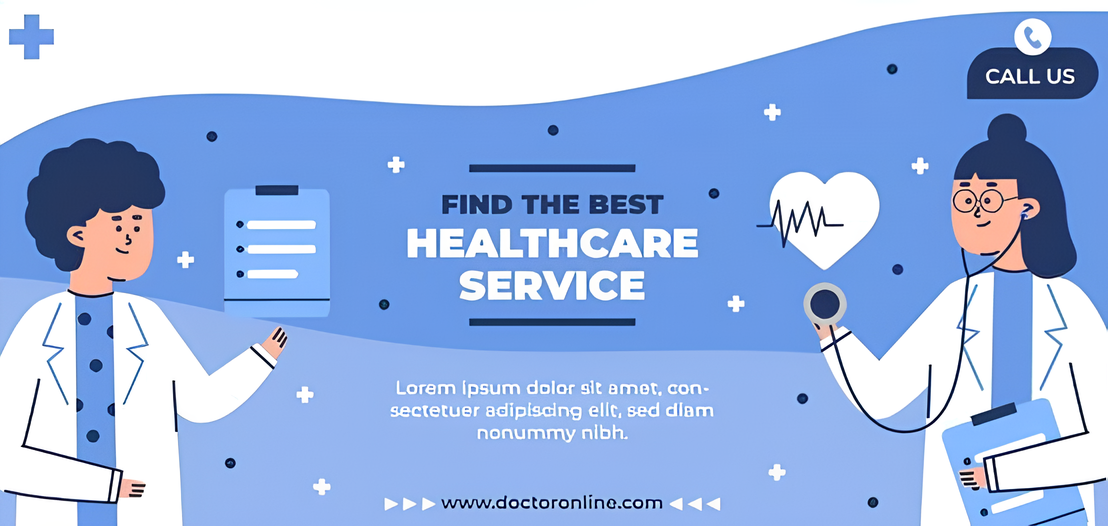 CALL US
FIND THE BEST
HEALTHCARE
SERVICE
Lorem ipsum dolor sit amet, con-
sectetuer adipiscing elit, sed diam
nonummy nibh.
www.doctoronline.com